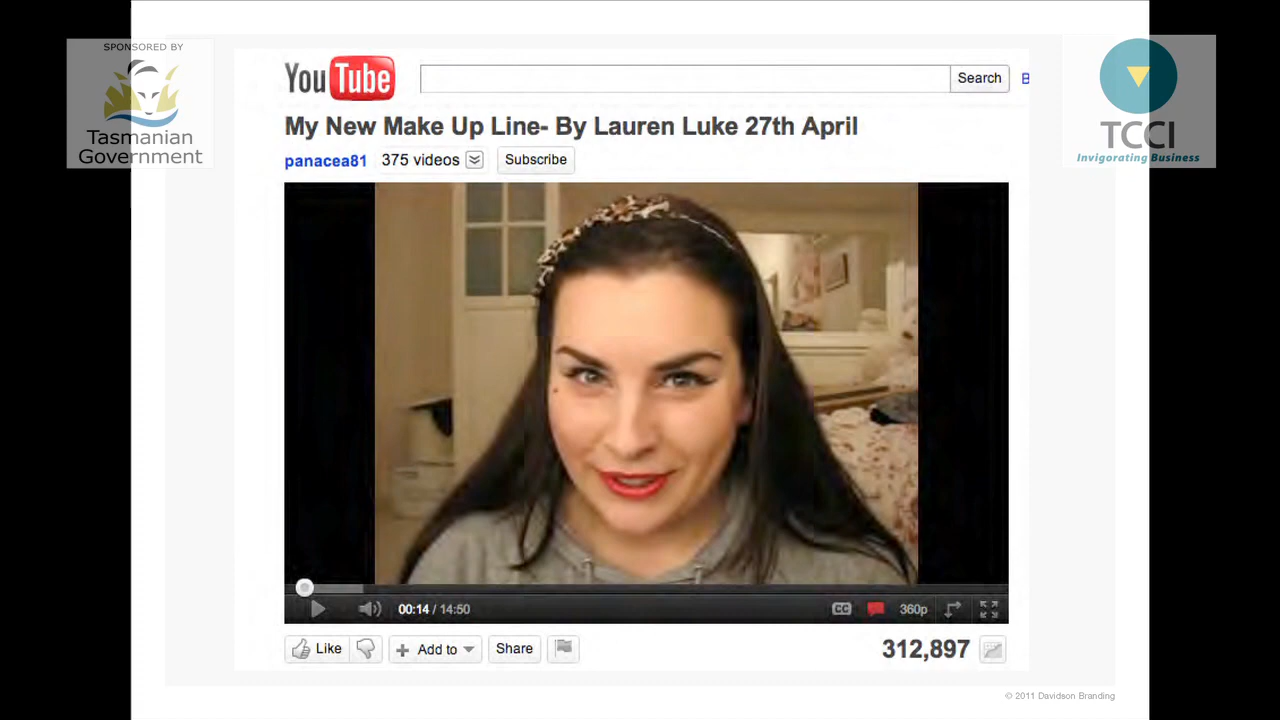 SPONSORED BY
Tasmanian
Government
YouTube
Search
B
TCCI
Invigorating Business
My New Make Up Line- By Lauren Luke 27th April
panacea81 375 videos Subscribe
00:14 / 14:50
CC
360p
Like
Add to
Share
312,897
© 2011 Davidson Branding